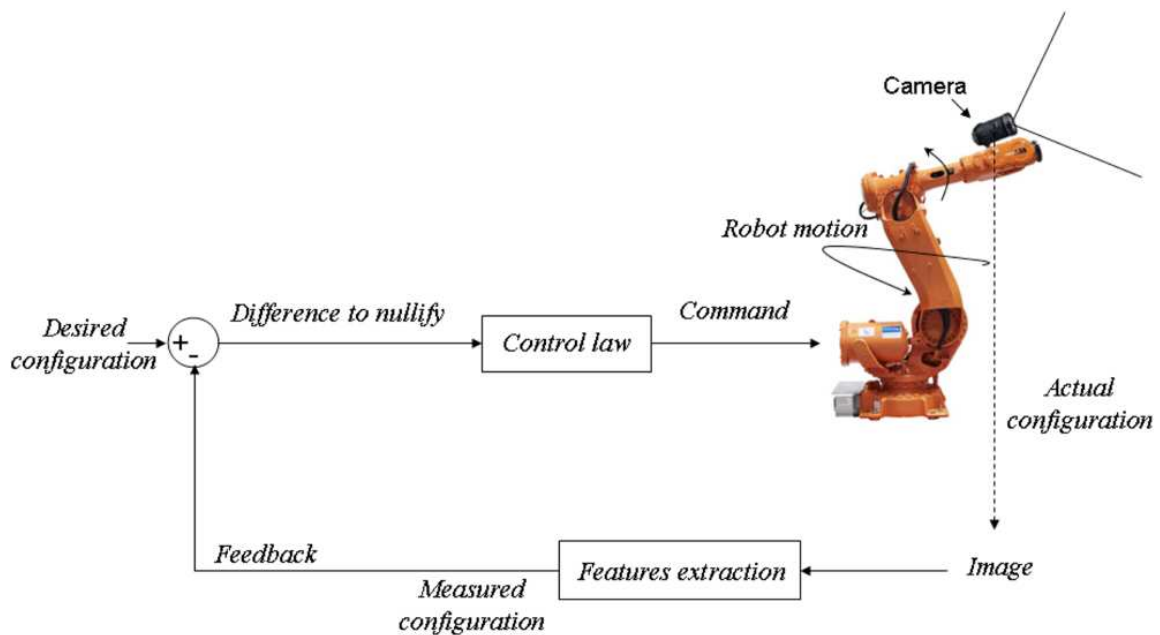 Camera
Robot motion
Desired
configuration
+
-
Difference to nullify
Control law
Command
Actual
configuration
Feedback
Measured
configuration
Features extraction
Image